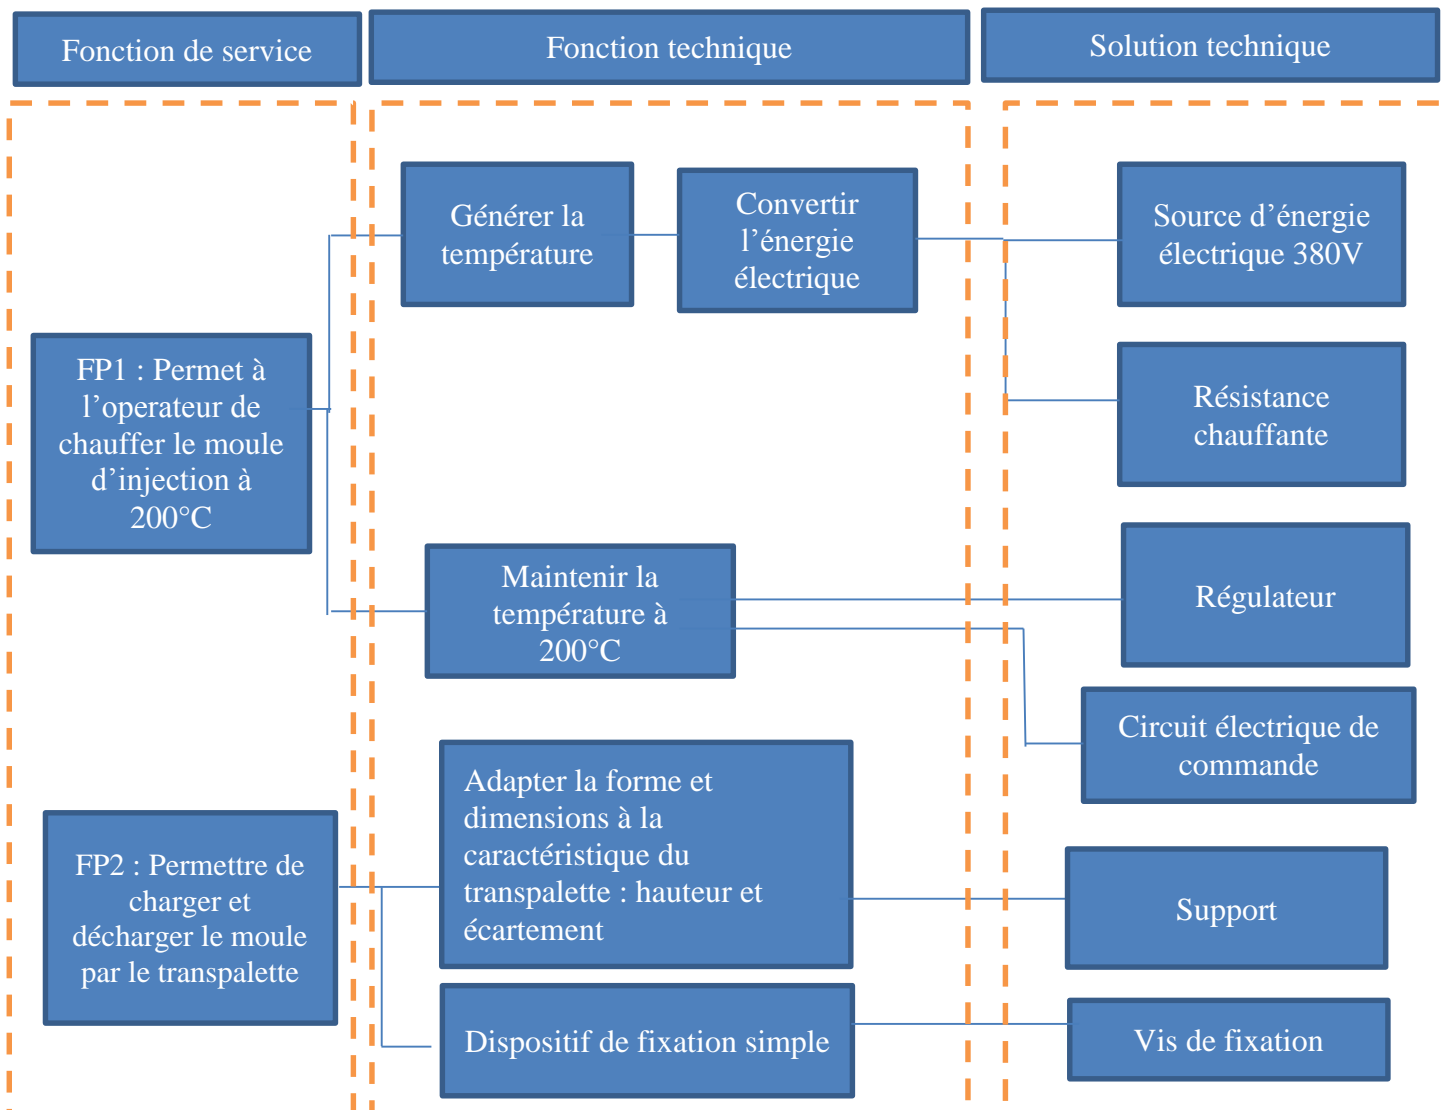 Fonction de service
Fonction technique
Solution technique
Générer la
température
Convertir
l’énergie
électrique
Source d’énergie
électrique 380V
FP1 : Permet à
l’operateur de
chauffer le moule
d’injection à
200°C
Résistance
chauffante
Maintenir la
température à
200°C
Régulateur
Circuit électrique de
commande
FP2 : Permettre de
charger et
décharger le moule
par le transpalette
Adapter la forme et
dimensions à la
caractéristique du
transpalette : hauteur et
écartement
Support
Dispositif de fixation simple
Vis de fixation